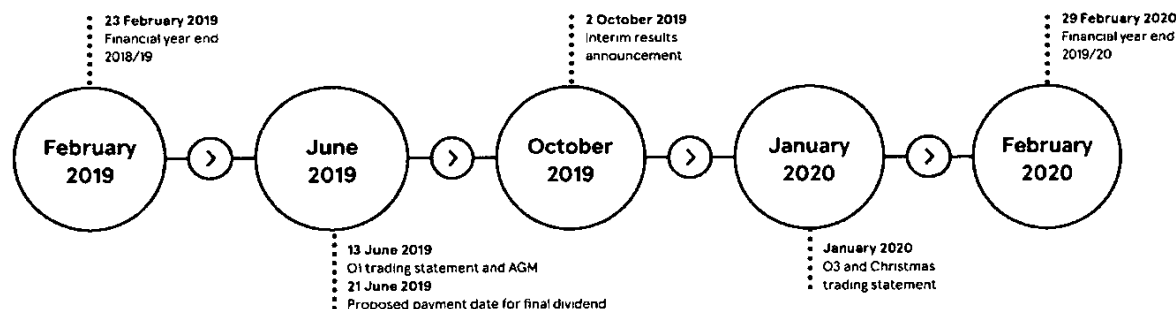 23 February 2019
Financial year end
2018/19
2 October 2019
Interim results
announcement
29 February 2020
Financial year end
2019/20
February
2019
June
2019
October
2019
January
2020
February
2020
13 June 2019
O1 trading statement and AGM
21 June 2019
Proposed payment date for final dividend
January 2020
O3 and Christmas
trading statement